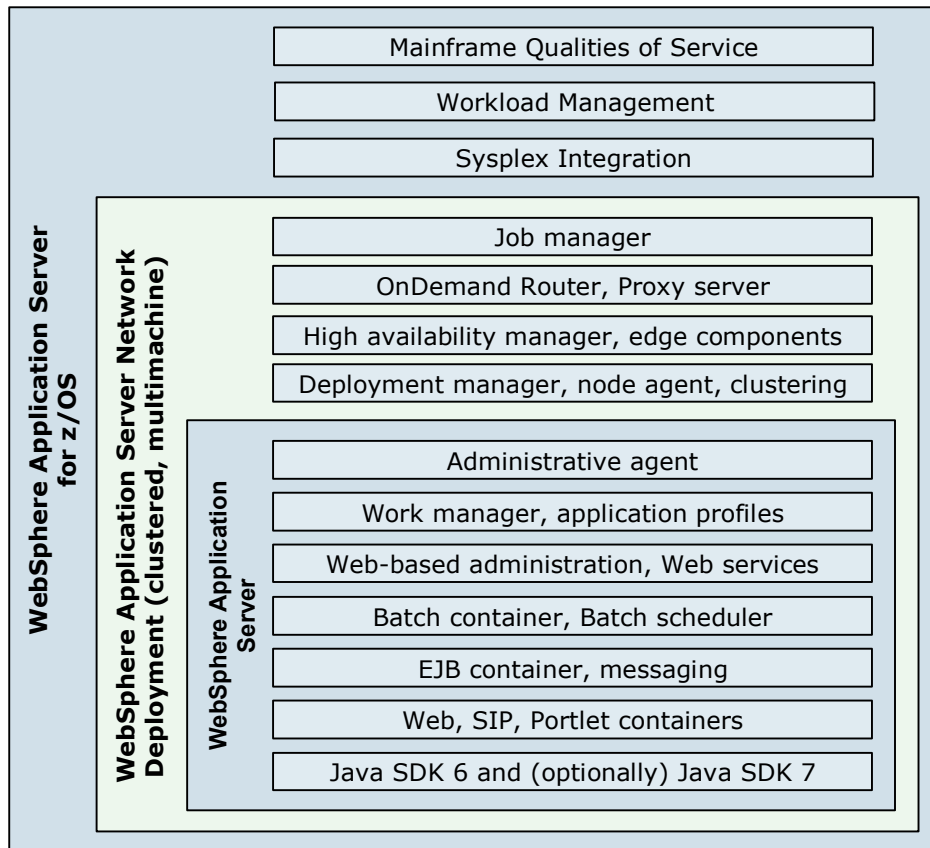 Mainframe Qualities of Service
Workload Management
Sysplex Integration
WebSphere Application Server
for z/OS
Job manager
OnDemand Router, Proxy server
High availability manager, edge components
Deployment manager, node agent, clustering
WebSphere Application Server Network
Deployment (clustered, multimachine)
Administrative agent
Work manager, application profiles
Web-based administration, Web services
Batch container, Batch scheduler
EJB container, messaging
Web, SIP, Portlet containers
Java SDK 6 and (optionally) Java SDK 7
WebSphere Application
Server